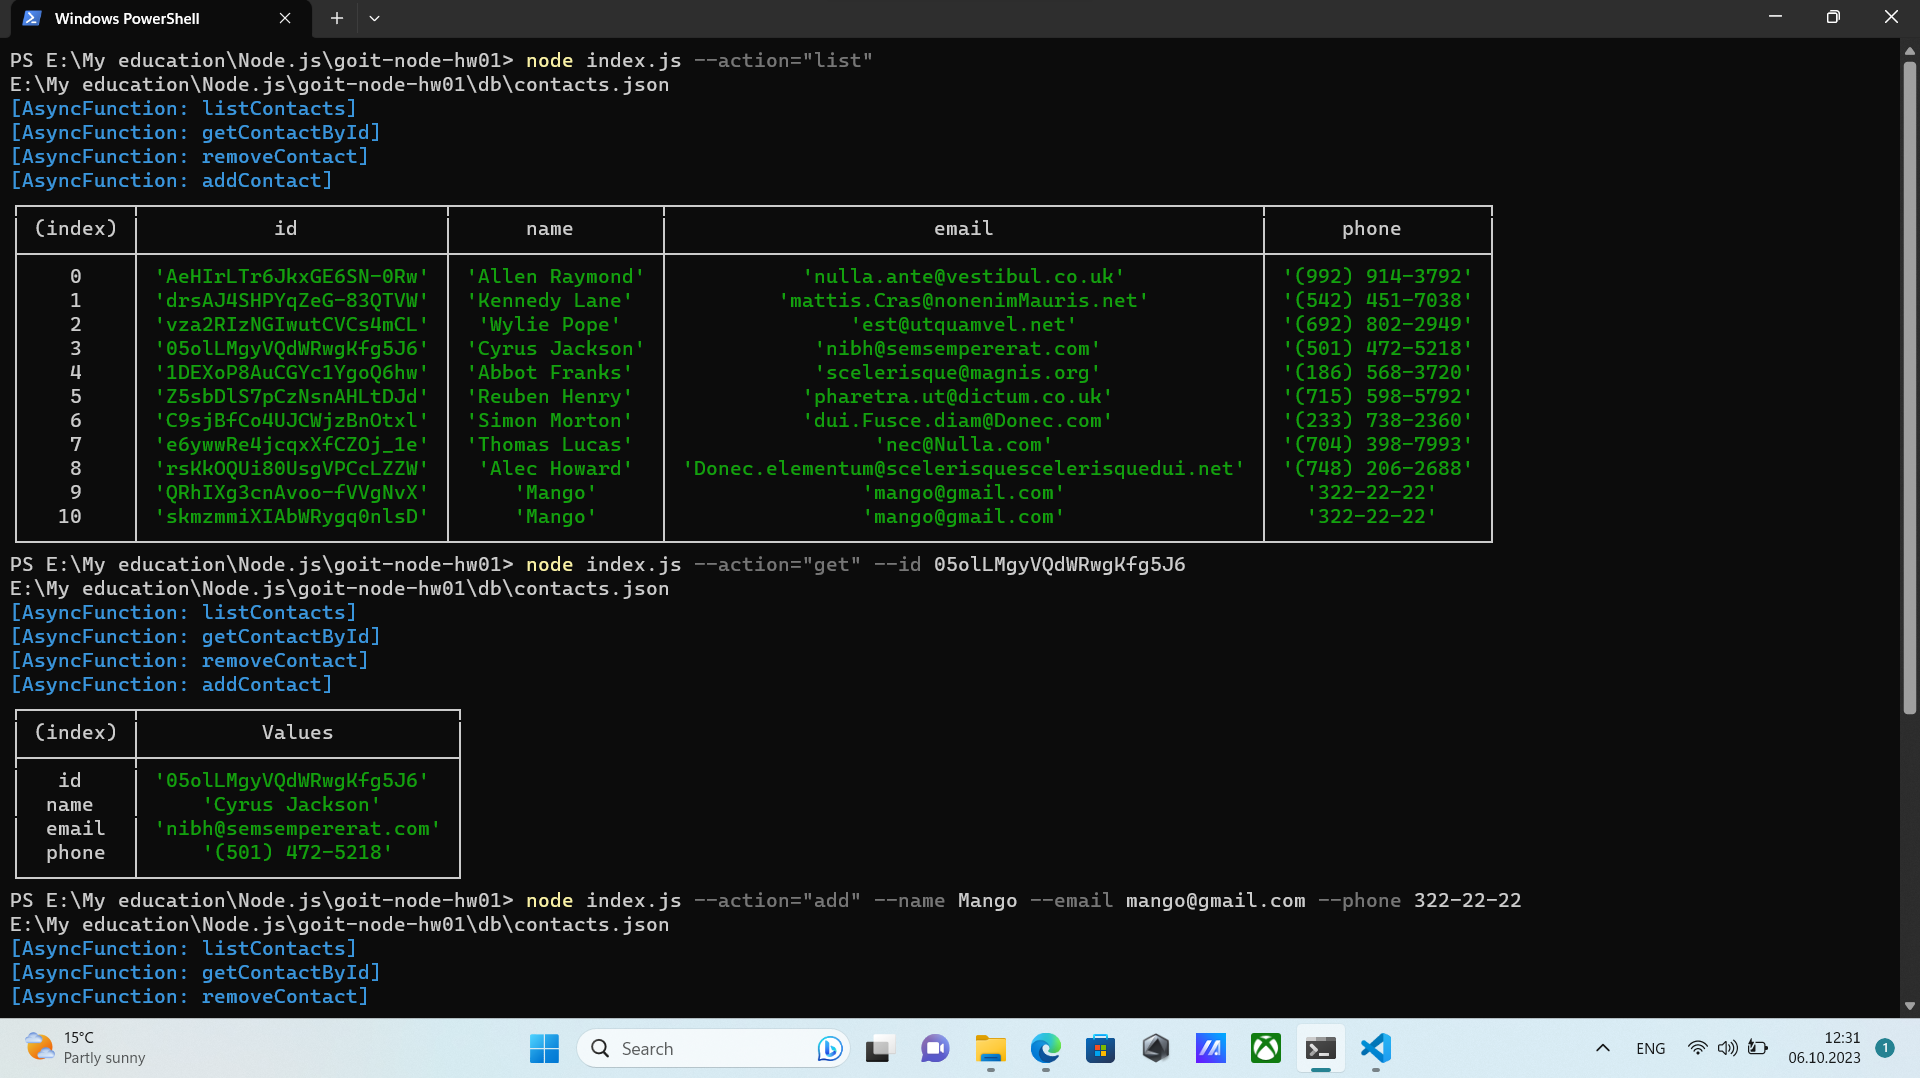 Windows PowerShell
PS E:\My education\Node.js\goit-node-hw01> node index.js --action="list"
E:\My education\Node.js\goit-node-hw01\db\contacts.json
[AsyncFunction: listContacts]
[AsyncFunction: getContactById]
[AsyncFunction: removeContact]
[AsyncFunction: addContact]
(index) id name email phone
0 'AeHIrLTr6JkxGE6SN-0Rw' 'Allen Raymond' 'nulla.ante@vestibul.co.uk' '(992) 914-3792'
1 'drsAJ4SHPYqZeG-83QTVW' 'Kennedy Lane' 'mattis.Cras@nonenimMauris.net' '(542) 451-7038'
2 'vza2RIzNGIwutCVCs4mCL' 'Wylie Pope' 'est@utquamvel.net' '(692) 802-2949'
3 '05olLMgyVQdWRwgKfg5J6' 'Cyrus Jackson' 'nibh@semsempererat.com' '(501) 472-5218'
4 '1DEXoP8AuCGYc1YgoQ6hw' 'Abbot Franks' 'scelerisque@magnis.org' '(186) 568-3720'
5 'Z5sbDlS7pCzNsnAHLtDJd' 'Reuben Henry' 'pharetra.ut@dictum.co.uk' '(715) 598-5792'
6 'C9sjBfCo4UJCWjzBnOtxl' 'Simon Morton' 'dui.Fusce.diam@Donec.com' '(233) 738-2360'
7 'e6ywwRe4jcqxXfCZOj_1e' 'Thomas Lucas' 'nec@Nulla.com' '(704) 398-7993'
8 'rsKkOQUi80UsgVPCcLZZW' 'Alec Howard' 'Donec.elementum@scelerisquescelerisquedui.net' '(748) 206-2688'
9 'QRhIXg3cnAvoo-fVVgNvX' 'Mango' 'mango@gmail.com' '322-22-22'
10 'skmzmmiXIAbWRygq0nlsD' 'Mango' 'mango@gmail.com' '322-22-22'
PS E:\My education\Node.js\goit-node-hw01> node index.js --action="get" --id 05olLMgyVQdWRwgKfg5J6
E:\My education\Node.js\goit-node-hw01\db\contacts.json
[AsyncFunction: listContacts]
[AsyncFunction: getContactById]
[AsyncFunction: removeContact]
[AsyncFunction: addContact]
(index) Values
id '05olLMgyVQdWRwgKfg5J6'
name 'Cyrus Jackson'
email 'nibh@semsempererat.com'
phone '(501) 472-5218'
PS E:\My education\Node.js\goit-node-hw01> node index.js --action="add" --name Mango --email mango@gmail.com --phone 322-22-22
E:\My education\Node.js\goit-node-hw01\db\contacts.json
[AsyncFunction: listContacts]
[AsyncFunction: getContactById]
[AsyncFunction: removeContact]
15°C
Partly sunny
Search
ENG
12:31
06.10.2023
1